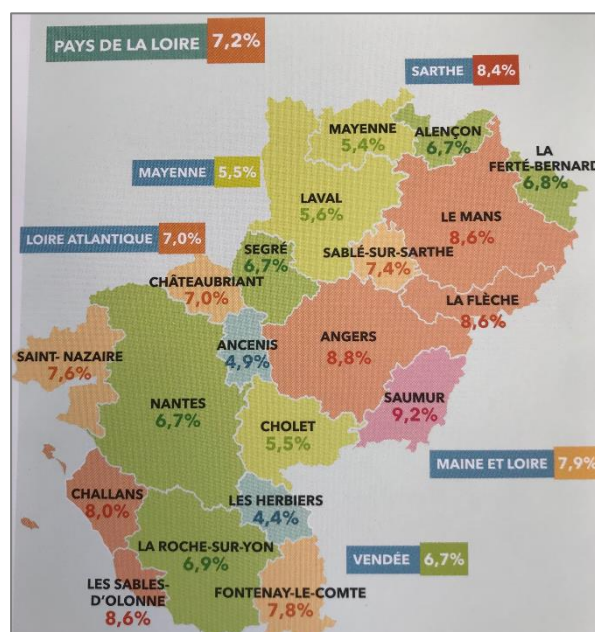 PAYS DE LA LOIRE 7,2%
SARTHE 8,4%
MAYENNE
5,4%
ALENÇON
6,7%
LA
FERTÉ-BERNARD
6,8%
MAYENNE 5,5%
LAVAL
5,6%
LE MANS
8,6%
LOIRE ATLANTIQUE 7,0%
SEGRÉ
6,7%
SABLÉ-SUR-SARTHE
7,4%
CHÂTEAUBRIANT
7,0%
LA FLÈCHE
8,6%
ANGERS
8,8%
ANCENIS
4,9%
SAINT- NAZAIRE
7,6%
NANTES
6,7%
SAUMUR
9,2%
CHOLET
5,5%
MAINE ET LOIRE 7,9%
CHALLANS
8,0%
LES HERBIERS
4,4%
LA ROCHE-SUR-YON
6,9%
VENDÉE 6,7%
LES SABLES-
D'OLONNE
8,6%
FONTENAY-LE-COMTE
7,8%